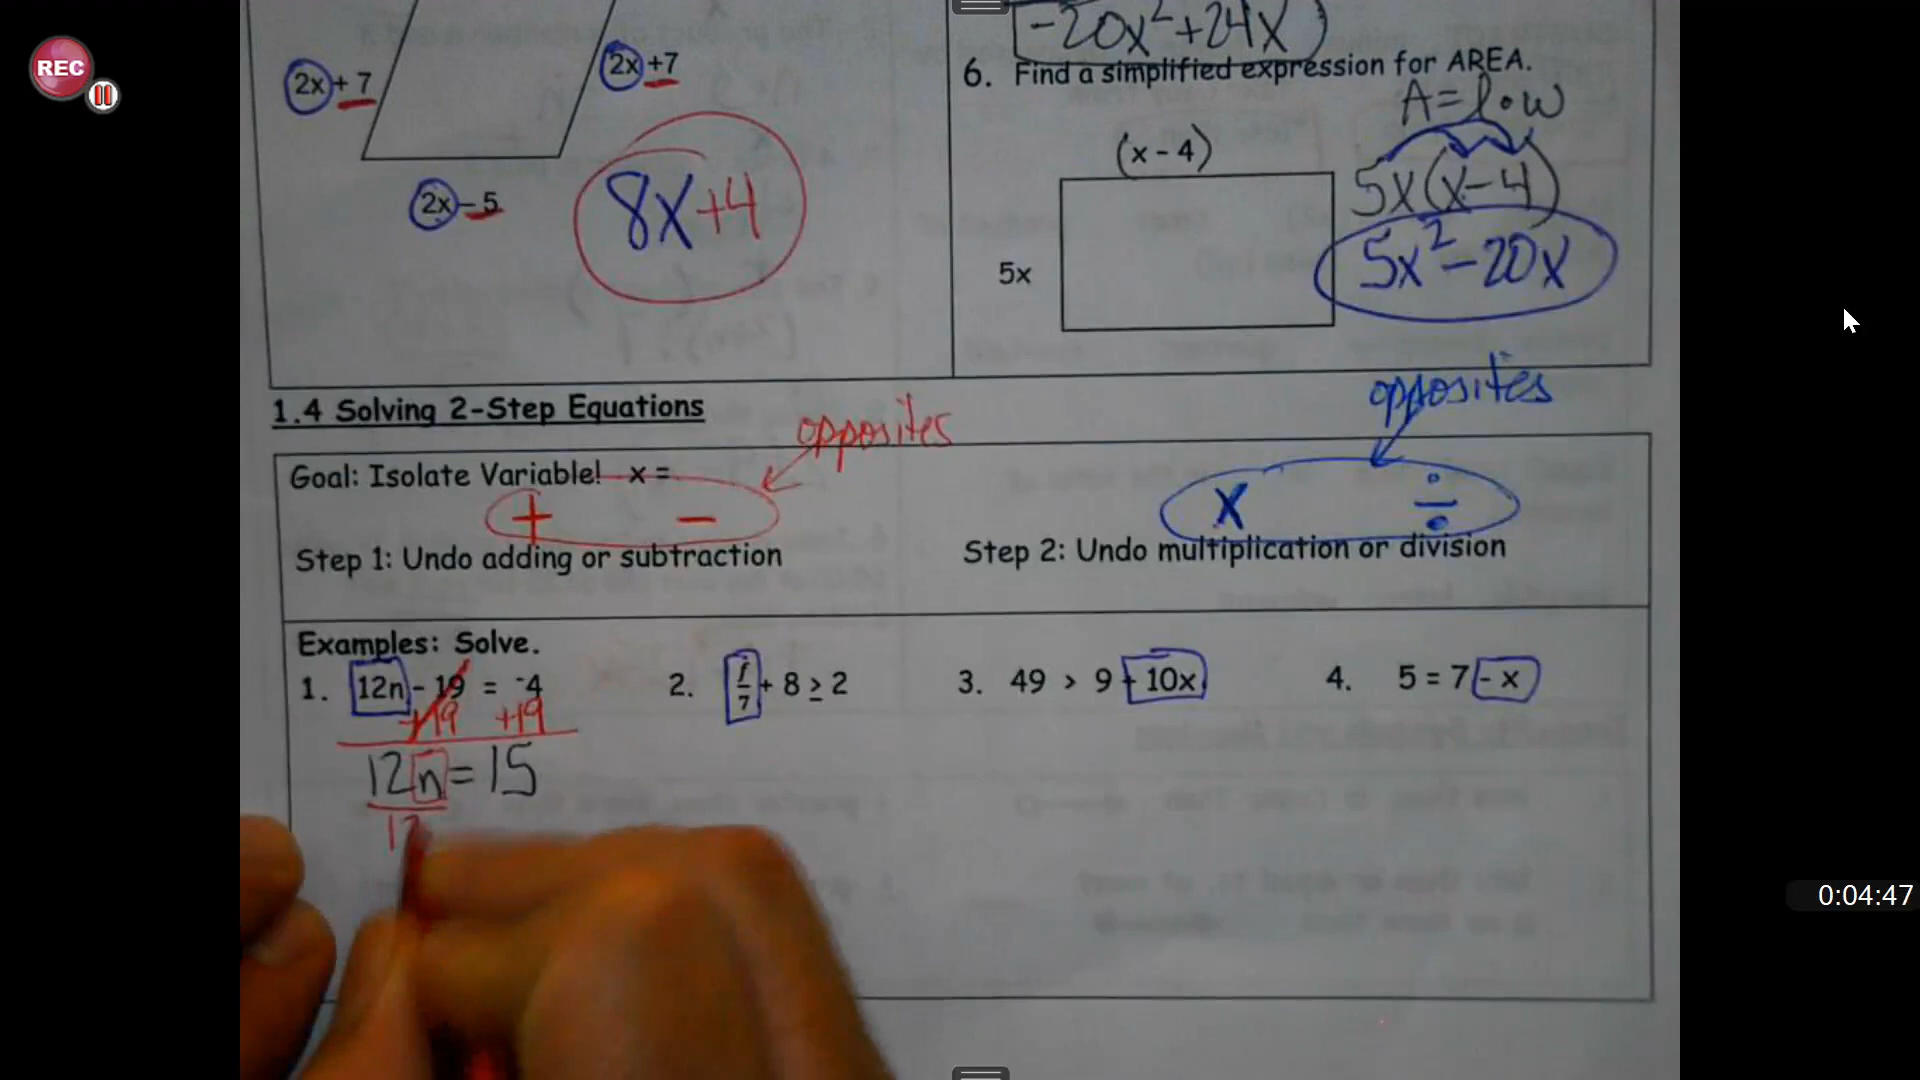 REC
-20x²+24x
2x + 7
2x +7
2x - 5
8x+4
6. Find a simplified expression for AREA.
A = l • w
(x - 4)
5x(x-4)
5x²-20x
5x
opposites
1.4 Solving 2-Step Equations
opposites
Goal: Isolate Variable! x =
+ -
x ÷
Step 1: Undo adding or subtraction
Step 2: Undo multiplication or division
Examples: Solve.
1. 12n - 19 = -4
+19 +19
12n = 15
12
2. f/7 + 8 ≥ 2
3. 49 > 9 - 10x
4. 5 = 7 - x
0:04:47